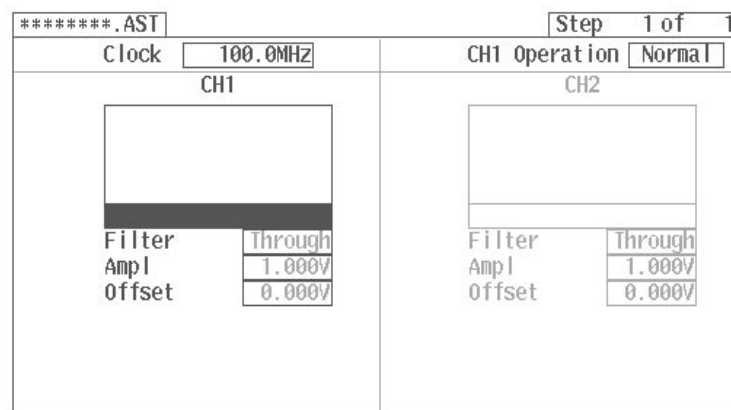 ********.AST Step 1 of 1
Clock 100.0MHz CH1 Operation Normal
CH1 CH2
Filter Through Filter Through
Ampl 1.000V Ampl 1.000V
Offset 0.000V Offset 0.000V